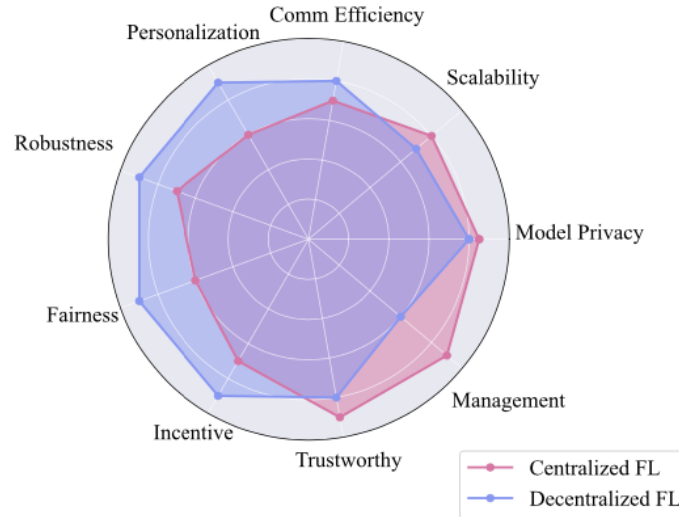 Comm Efficiency
Personalization
Scalability
Robustness
Model Privacy
Fairness
Management
Incentive
Trustworthy
Centralized FL
Decentralized FL